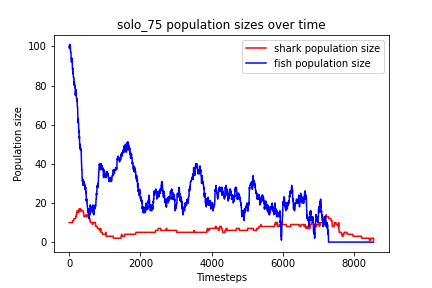 solo_75 population sizes over time
shark population size
fish population size
Population size
100
80
60
40
20
0
0
2000
4000
6000
8000
Timesteps